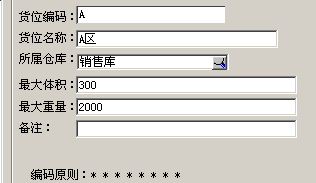 货位编码：A
货位名称：A区
所属仓库：销售库
最大体积：300
最大重量：2000
备注：
编码原则：* * * * * * * *